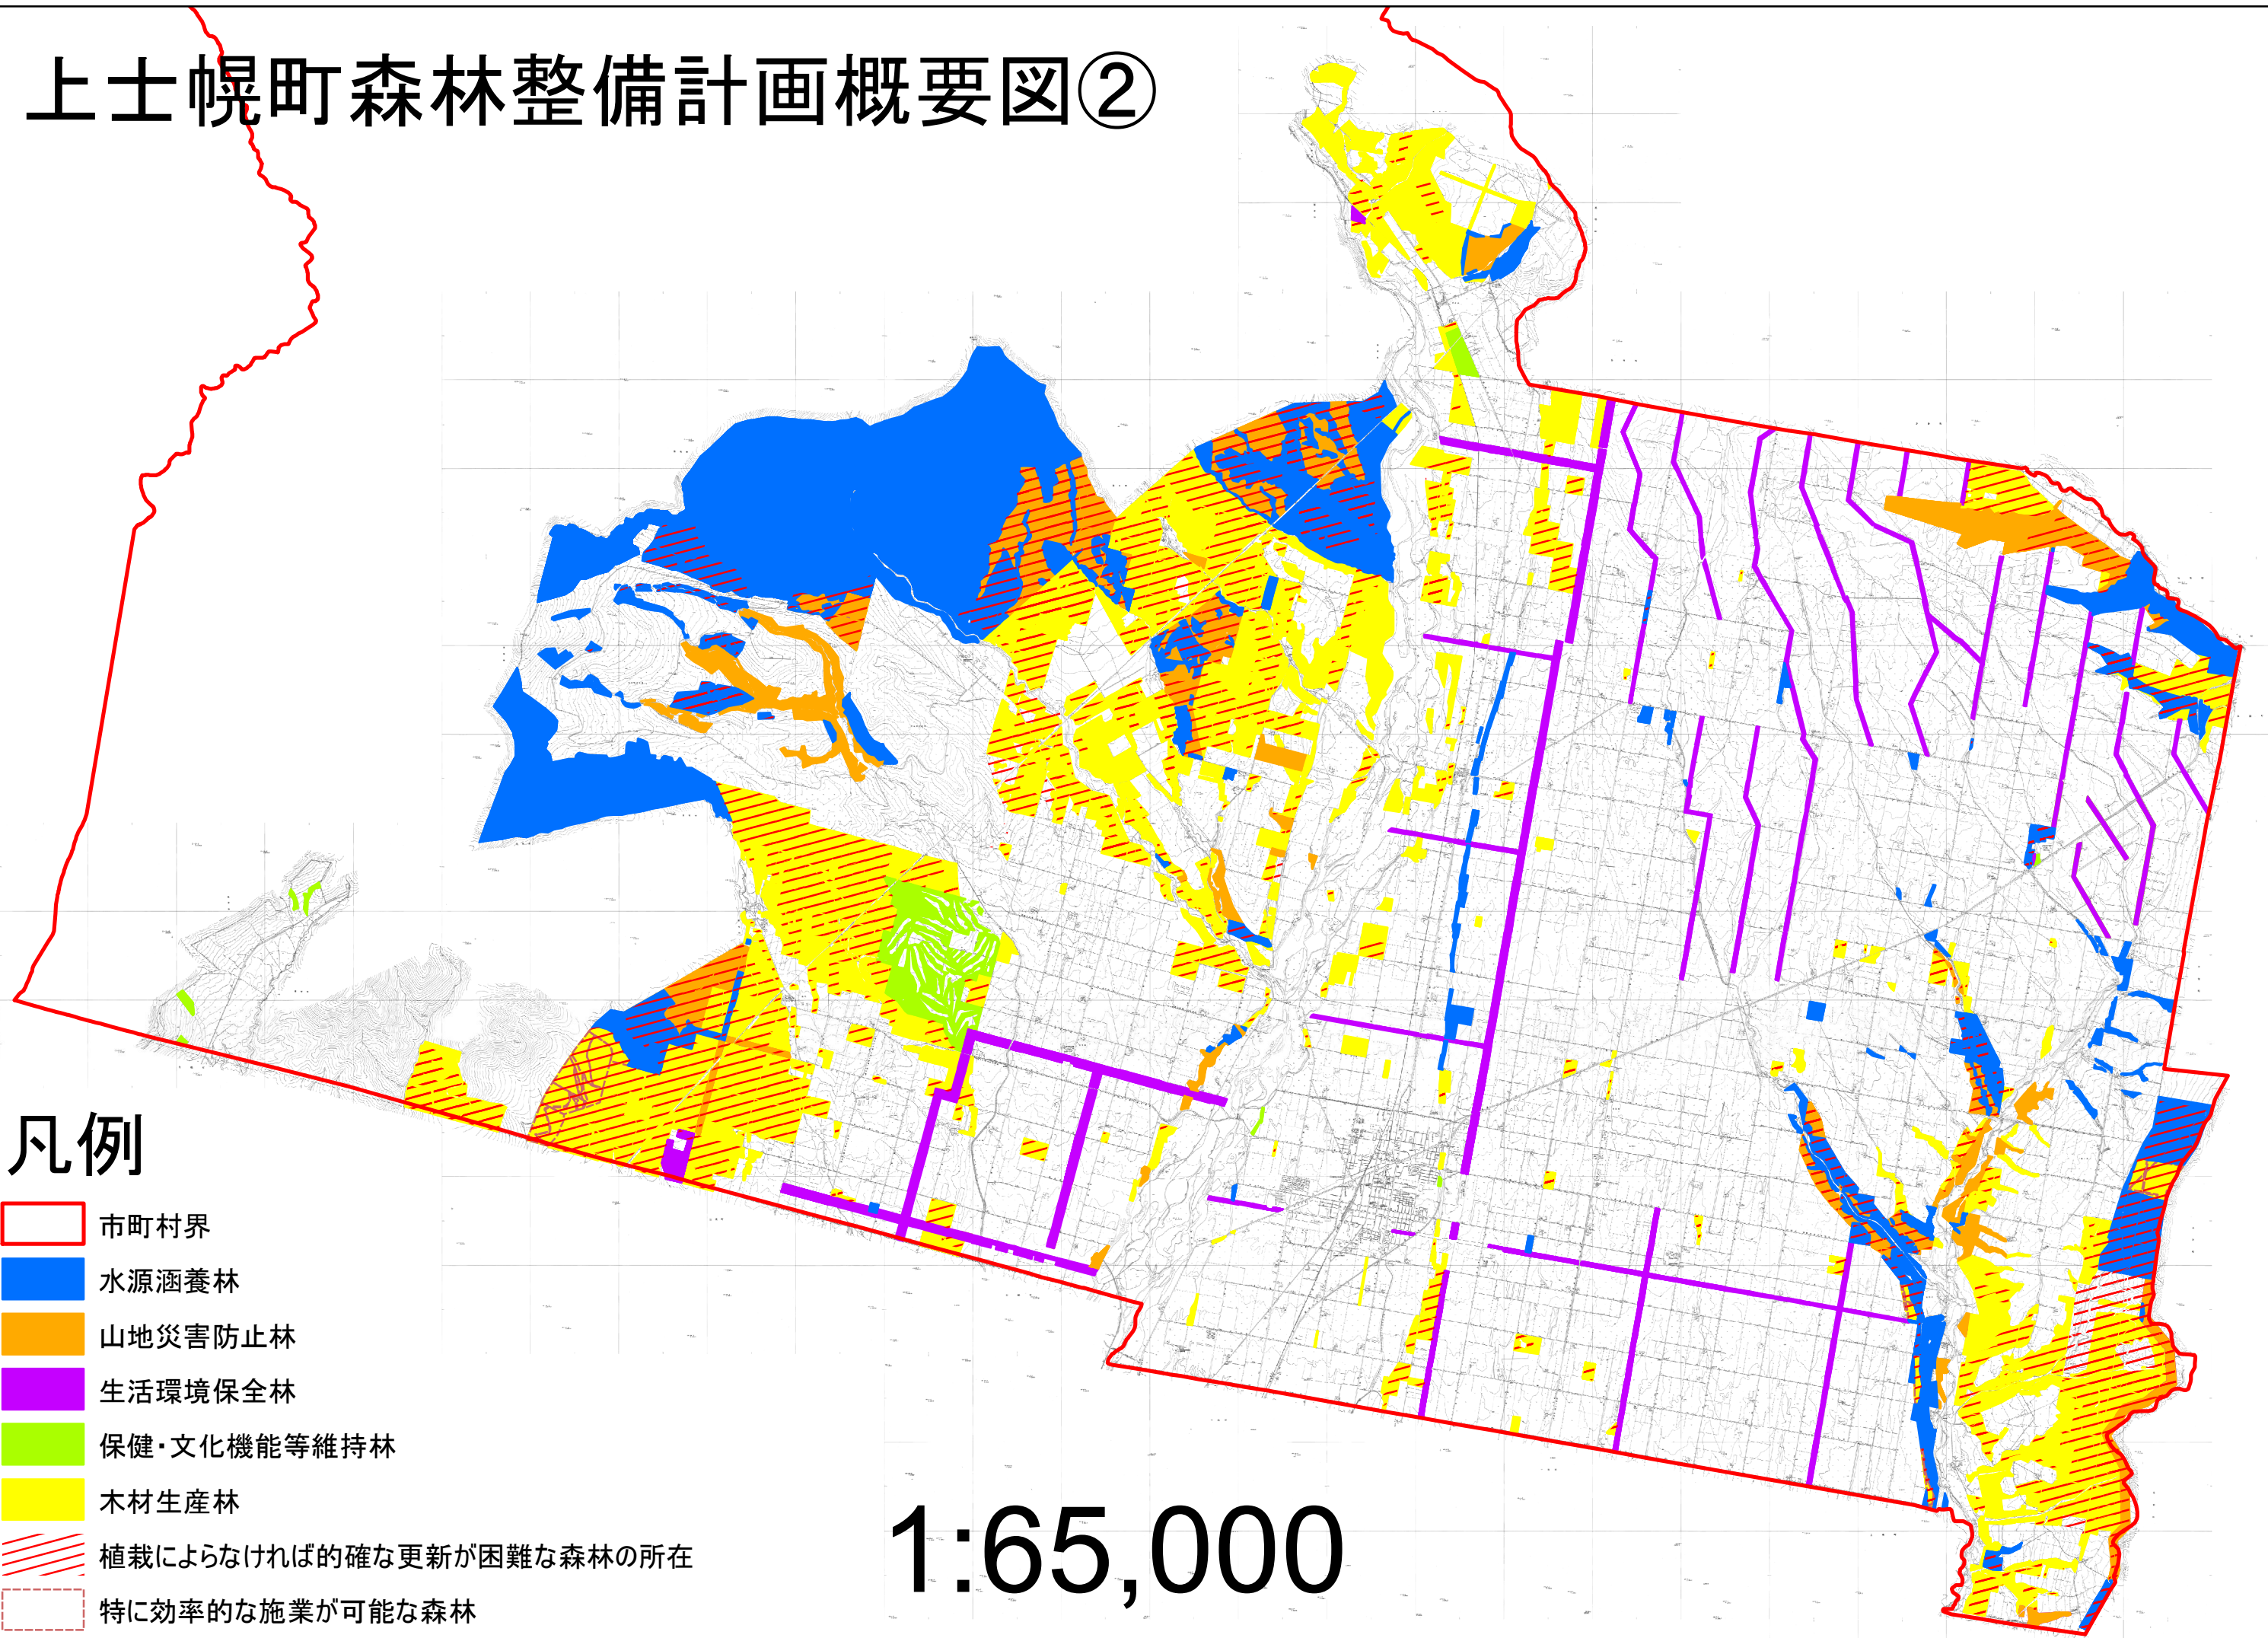 上士幌町森林整備計画概要図②
凡例
市町村界
水源涵養林
山地災害防止林
生活環境保全林
保健・文化機能等維持林
木材生産林
植栽によらなければ的確な更新が困難な森林の所在
特に効率的な施業が可能な森林
1:65,000